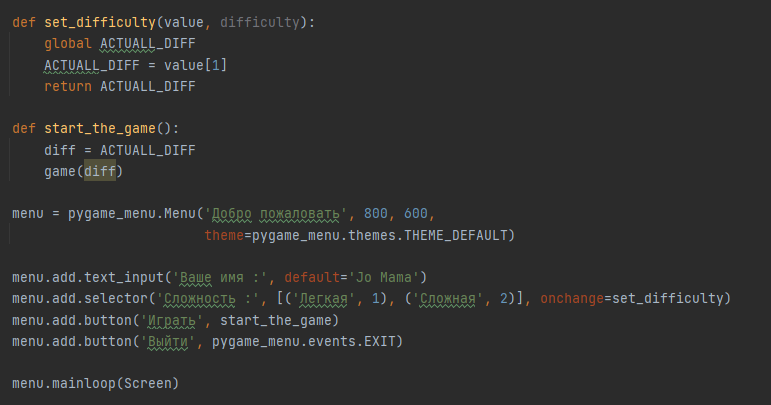 def set_difficulty(value, difficulty):
    global ACTUALL_DIFF
    ACTUALL_DIFF = value[1]
    return ACTUALL_DIFF
def start_the_game():
    diff = ACTUALL_DIFF
    game(diff)
menu = pygame_menu.Menu('Добро пожаловать', 800, 600,
                        theme=pygame_menu.themes.THEME_DEFAULT)
menu.add.text_input('Ваше имя :', default='Jo Mama')
menu.add.selector('Сложность :', [('Легкая', 1), ('Сложная', 2)], onchange=set_difficulty)
menu.add.button('Играть', start_the_game)
menu.add.button('Выйти', pygame_menu.events.EXIT)
menu.mainloop(Screen)